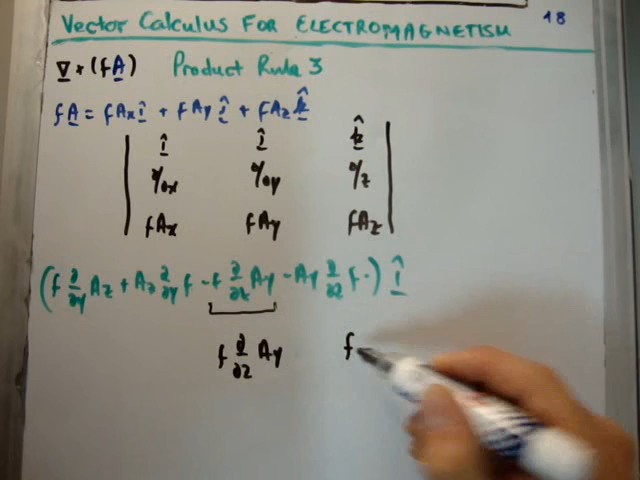 Vector Calculus FOR ELECTROMAGNETISM 18
∇ × (fA) Product Rule 3
fA = fAx î + fAy ĵ + fAz k̂
î ĵ k̂
∂/∂x ∂/∂y ∂/z
fAx fAy fAz
(f ∂/∂y Az + Az ∂/∂y f - f ∂/∂z Ay - Ay ∂/∂z f ·) î
f ∂/∂z Ay f